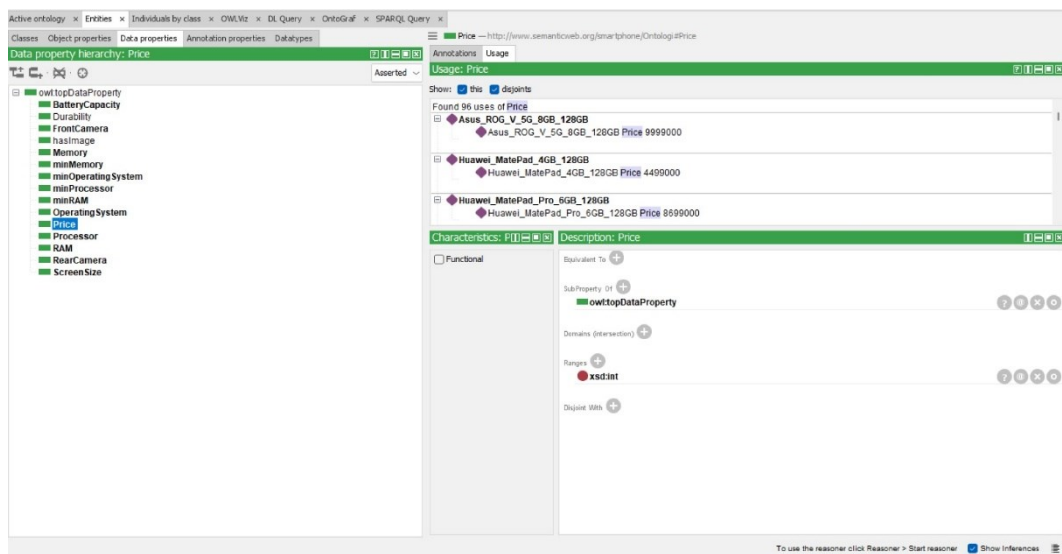 Active ontology × Entities × Individuals by class × OWLViz × DL Query × OntoGraf × SPARQL Query ×
Classes Object properties Data properties Annotation properties Datatypes
Data property hierarchy: Price
Asserted
owl:topDataProperty
BatteryCapacity
Durability
FrontCamera
hasImage
Memory
minMemory
minOperatingSystem
minProcessor
minRAM
OperatingSystem
Price
Processor
RAM
RearCamera
ScreenSize
Price — http://www.semanticweb.org/smartphone/Ontologi#Price
Annotations Usage
Usage: Price
Show: this disjoints
Found 96 uses of Price
Asus_ROG_V_5G_8GB_128GB
Asus_ROG_V_5G_8GB_128GB Price 9999000
Huawei_MatePad_4GB_128GB
Huawei_MatePad_4GB_128GB Price 4499000
Huawei_MatePad_Pro_6GB_128GB
Huawei_MatePad_Pro_6GB_128GB Price 8699000
Characteristics: P
Functional
Description: Price
Equivalent To
SubProperty Of
owl:topDataProperty
Domains (intersection)
Ranges
xsd:int
Disjoint With
To use the reasoner click Reasoner > Start reasoner Show Inferences